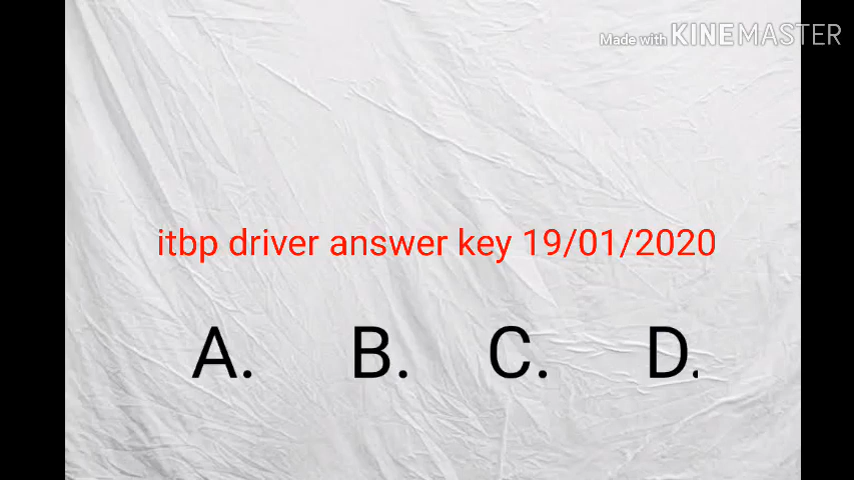 Made with KINEMASTER
itbp driver answer key 19/01/2020
A. B. C. D.